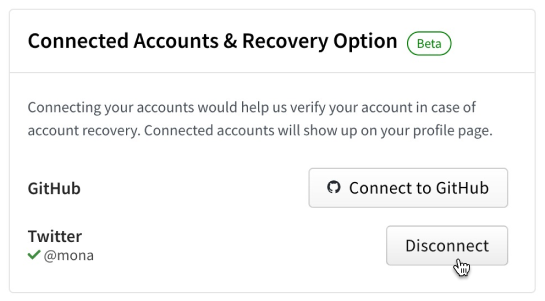 Connected Accounts & Recovery Option Beta
Connecting your accounts would help us verify your account in case of
account recovery. Connected accounts will show up on your profile page.
GitHub Connect to GitHub
Twitter
@mona
Disconnect